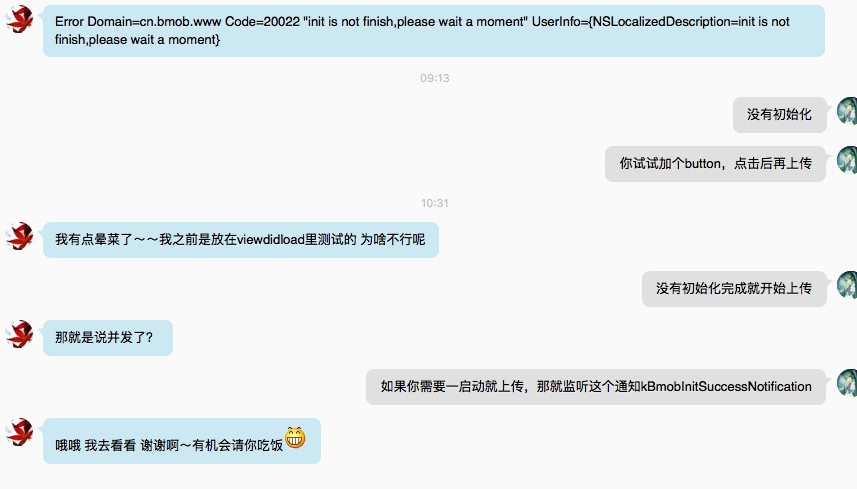 Error Domain=cn.bmob.www Code=20022 "init is not finish,please wait a moment" UserInfo={NSLocalizedDescription=init is not
finish,please wait a moment}
09:13
没有初始化
你试试加个button，点击后再上传
10:31
我有点晕菜了～～我之前是放在viewdidload里测试的 为啥不行呢
没有初始化完成就开始上传
那就是说并发了？
如果你需要一启动就上传，那就监听这个通知kBmobInitSuccessNotification
哦哦 我去看看 谢谢啊～有机会请你吃饭